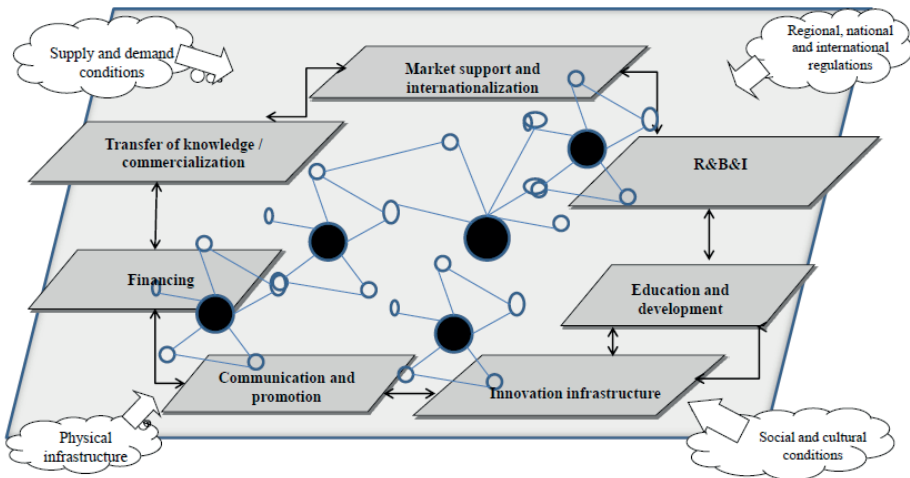 Supply and demand
conditions
Regional, national
and international
regulations
Market support and
internationalization
Transfer of knowledge /
commercialization
R&B&I
Financing
Education and
development
Communication and
promotion
Innovation infrastructure
Physical
infrastructure
Social and cultural
conditions